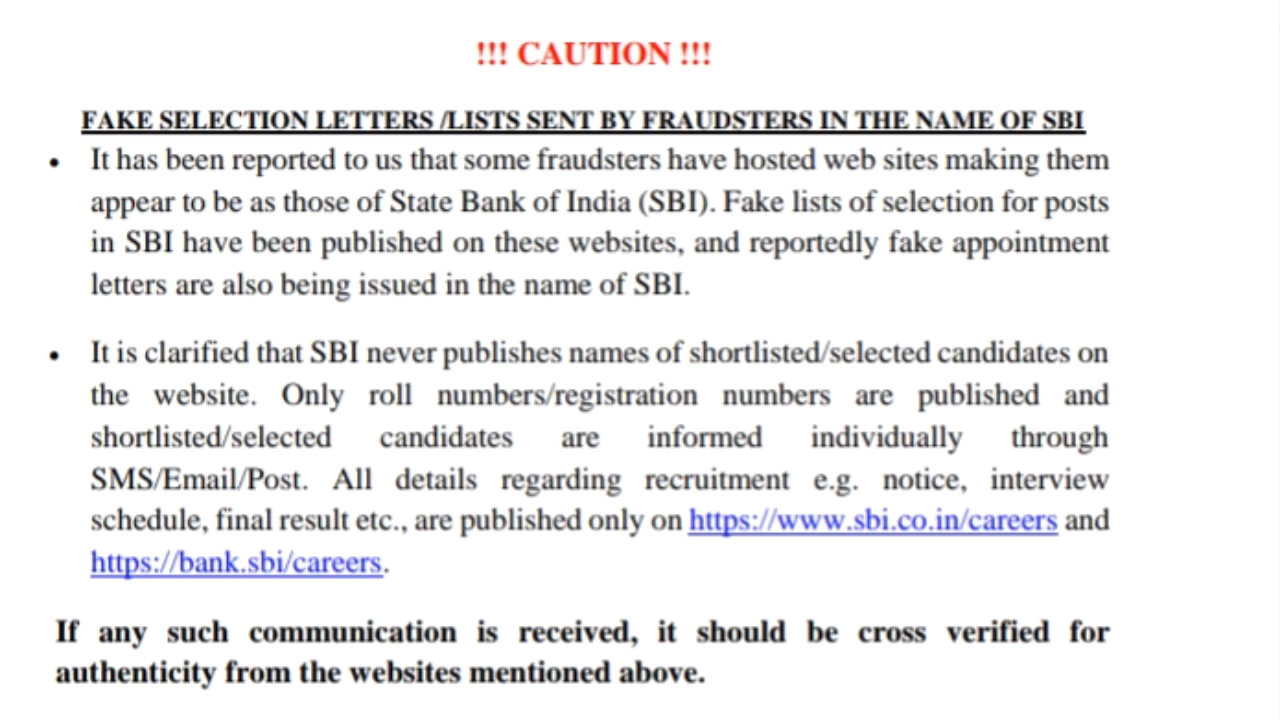 !!! CAUTION !!!
FAKE SELECTION LETTERS /LISTS SENT BY FRAUDSTERS IN THE NAME OF SBI
• It has been reported to us that some fraudsters have hosted web sites making them
appear to be as those of State Bank of India (SBI). Fake lists of selection for posts
in SBI have been published on these websites, and reportedly fake appointment
letters are also being issued in the name of SBI.
• It is clarified that SBI never publishes names of shortlisted/selected candidates on
the website. Only roll numbers/registration numbers are published and
shortlisted/selected candidates are informed individually through
SMS/Email/Post. All details regarding recruitment e.g. notice, interview
schedule, final result etc., are published only on https://www.sbi.co.in/careers and
https://bank.sbi/careers.
If any such communication is received, it should be cross verified for
authenticity from the websites mentioned above.